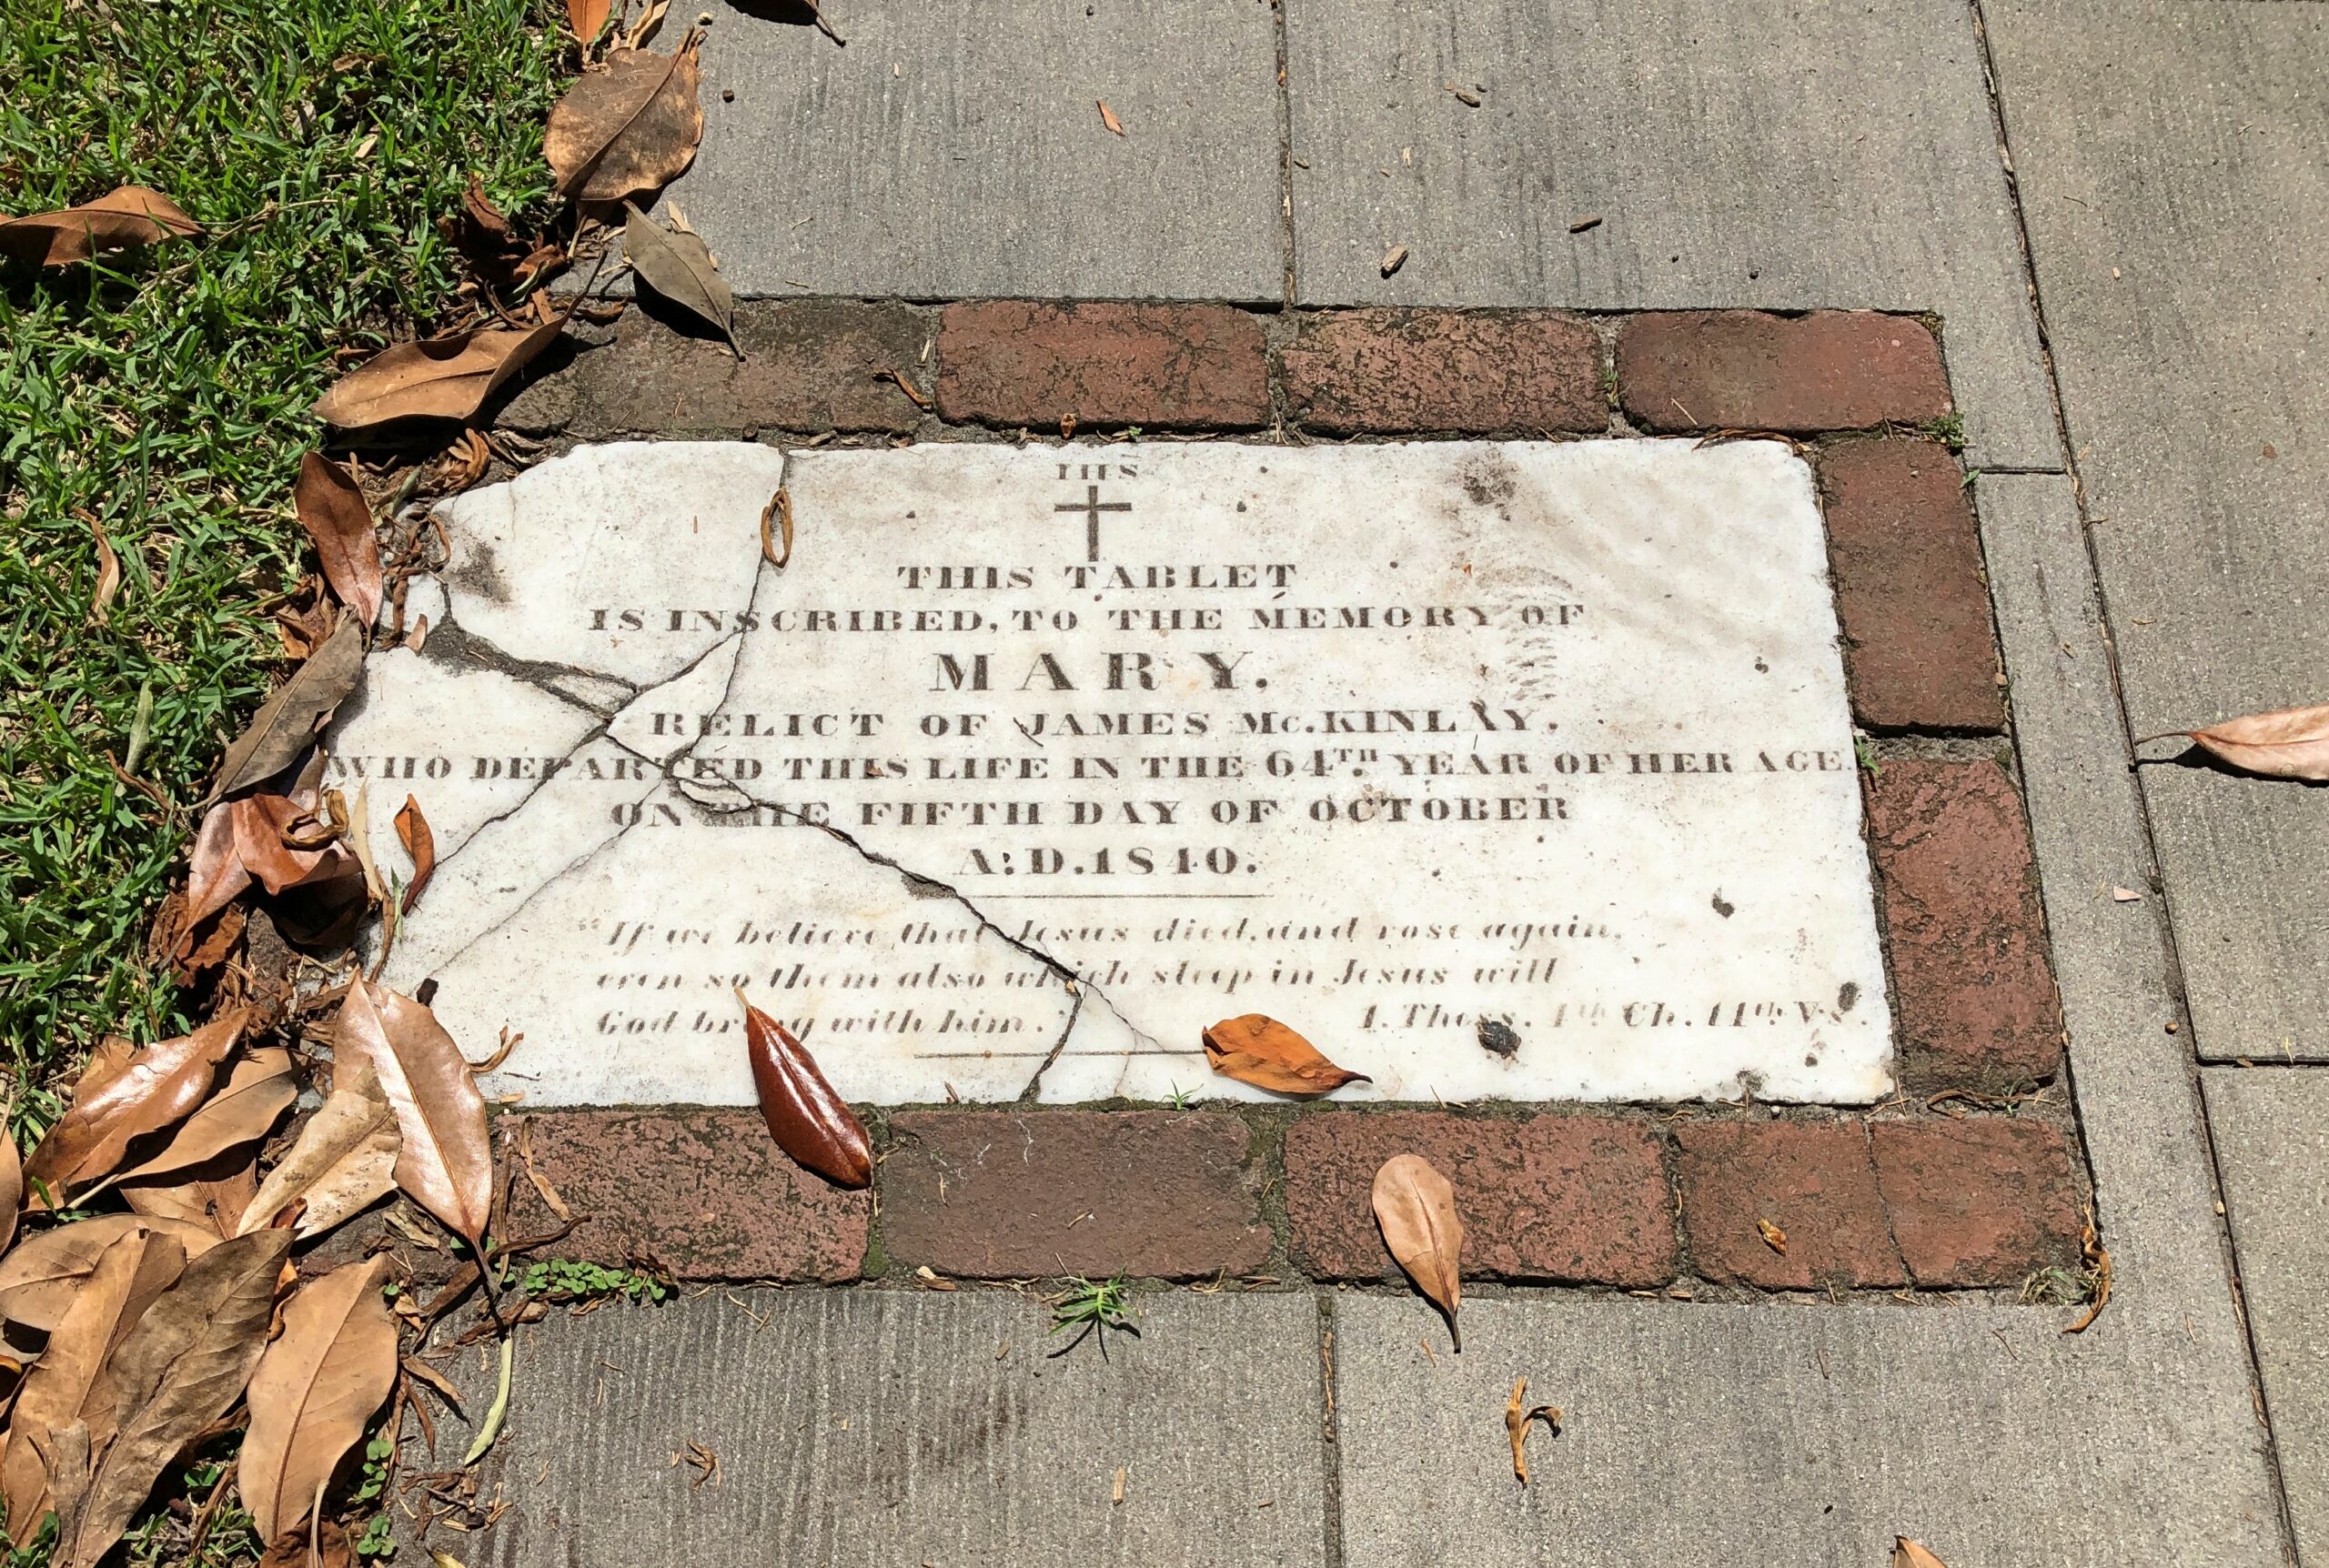 IHS
THIS TABLET
IS INSCRIBED, TO THE MEMORY OF
MARY.
RELICT OF JAMES Mc.KINLAY.
WHO DEPARTED THIS LIFE IN THE 64TH YEAR OF HER AGE.
ON THE FIFTH DAY OF OCTOBER
A:D.1840.
"If we believe that Jesus died, and rose again,
even so them also which sleep in Jesus will
God bring with him."
1. Thess. 4th Ch. 14th Vs.